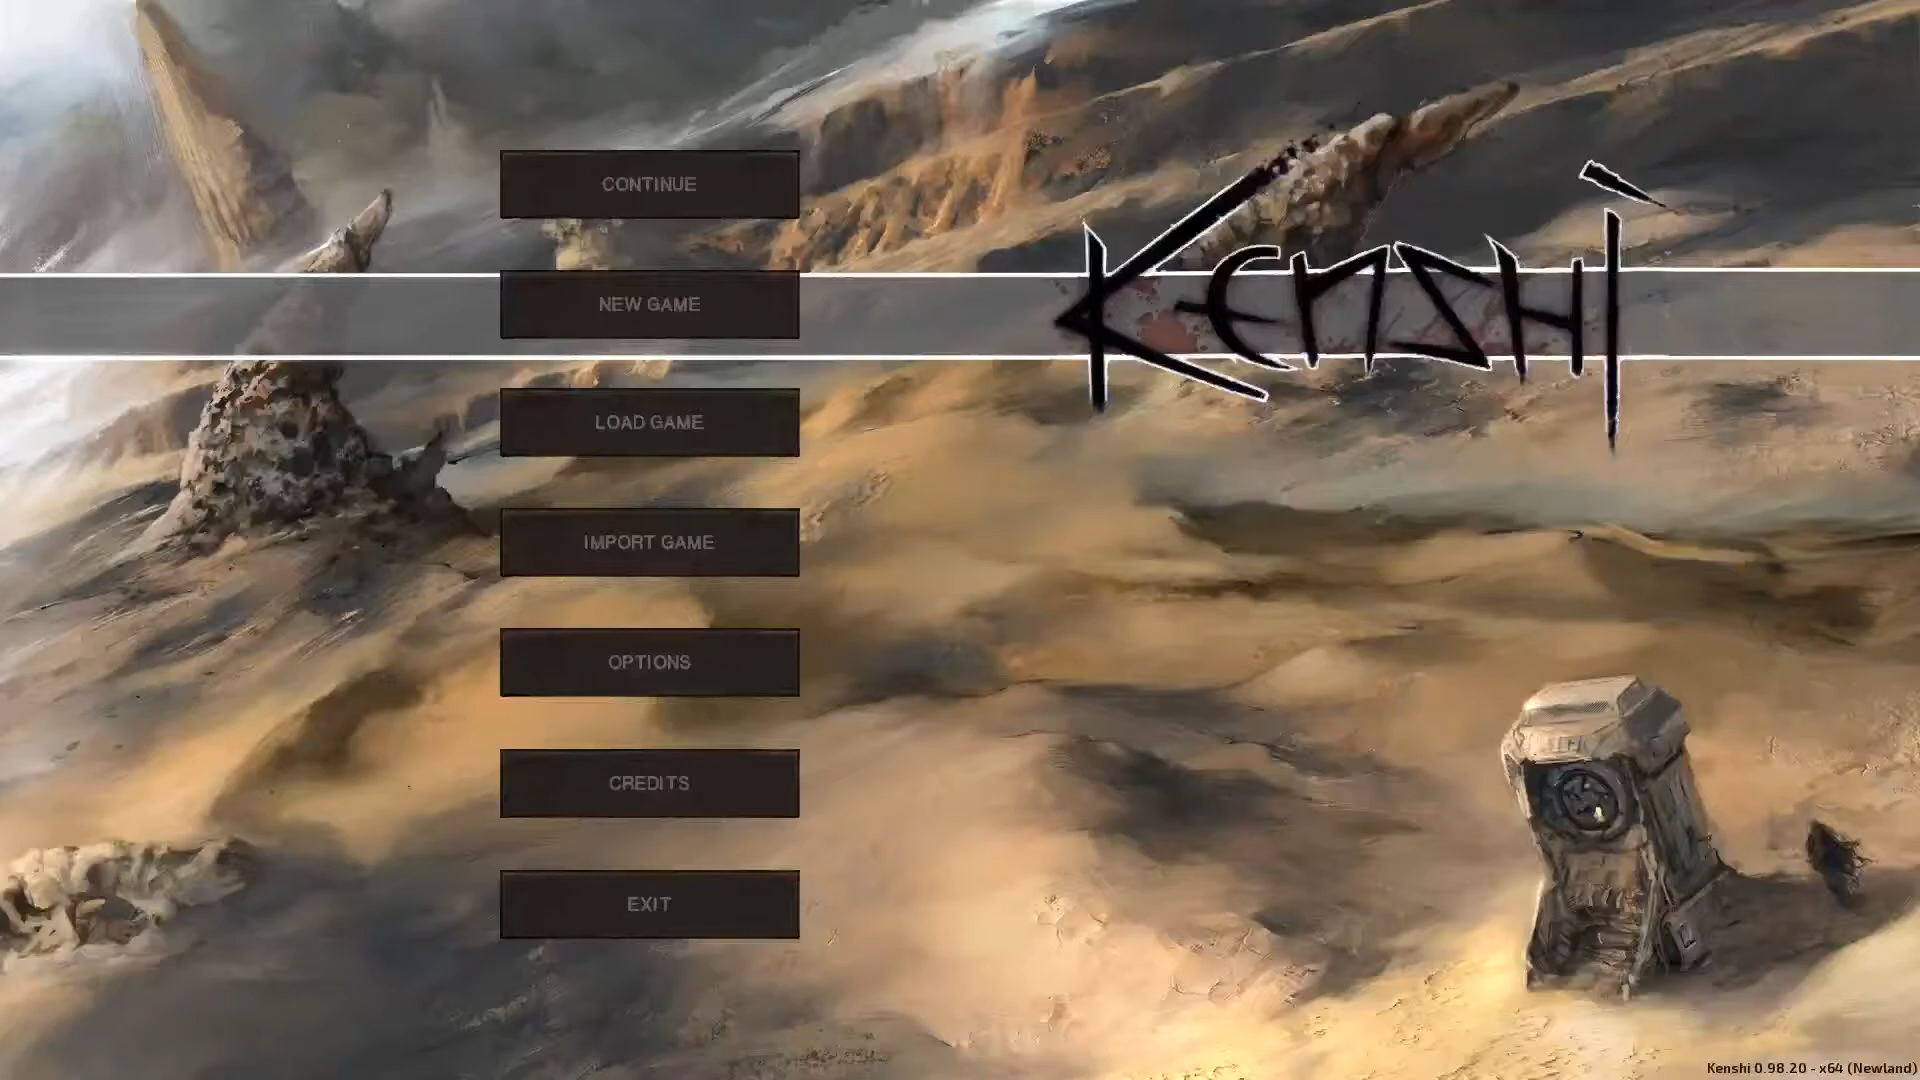 CONTINUE
NEW GAME
LOAD GAME
IMPORT GAME
OPTIONS
CREDITS
EXIT
KENSHI
Kenshi 0.98.20 - x64 (Newland)